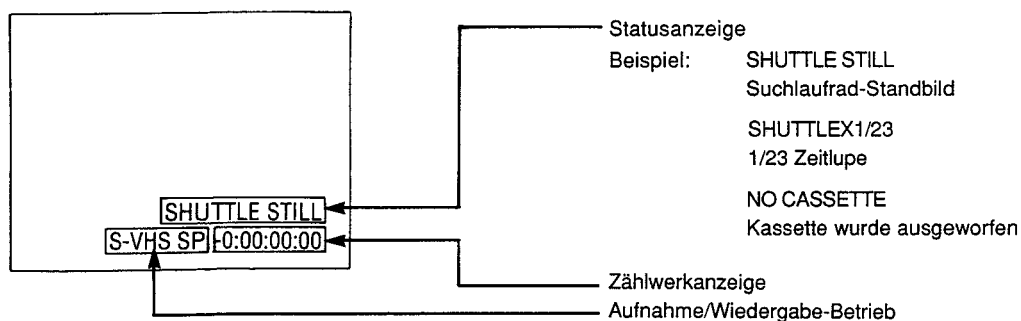 Statusanzeige
Beispiel: SHUTTLE STILL
Suchlaufrad-Standbild
SHUTTLEX1/23
1/23 Zeitlupe
NO CASSETTE
Kassette wurde ausgeworfen
SHUTTLE STILL
S-VHS SP -0:00:00:00
Zählwerkanzeige
Aufnahme/Wiedergabe-Betrieb